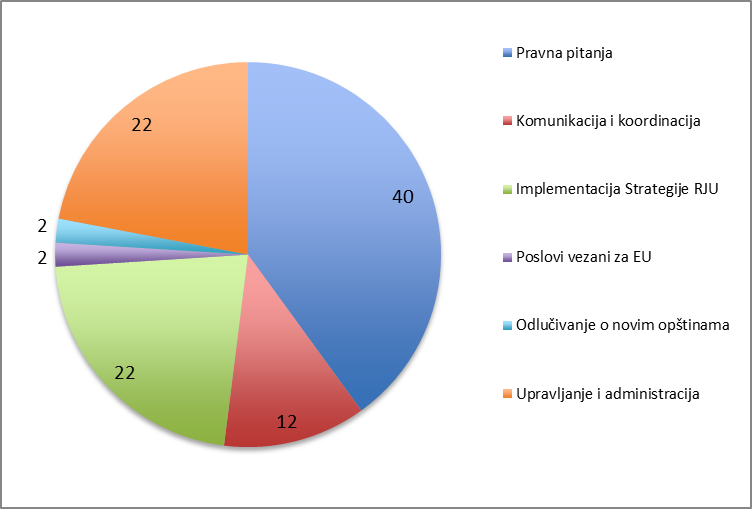 22
40
2
2
22
12
Pravna pitanja
Komunikacija i koordinacija
Implementacija Strategije RJU
Poslovi vezani za EU
Odlučivanje o novim opštinama
Upravljanje i administracija